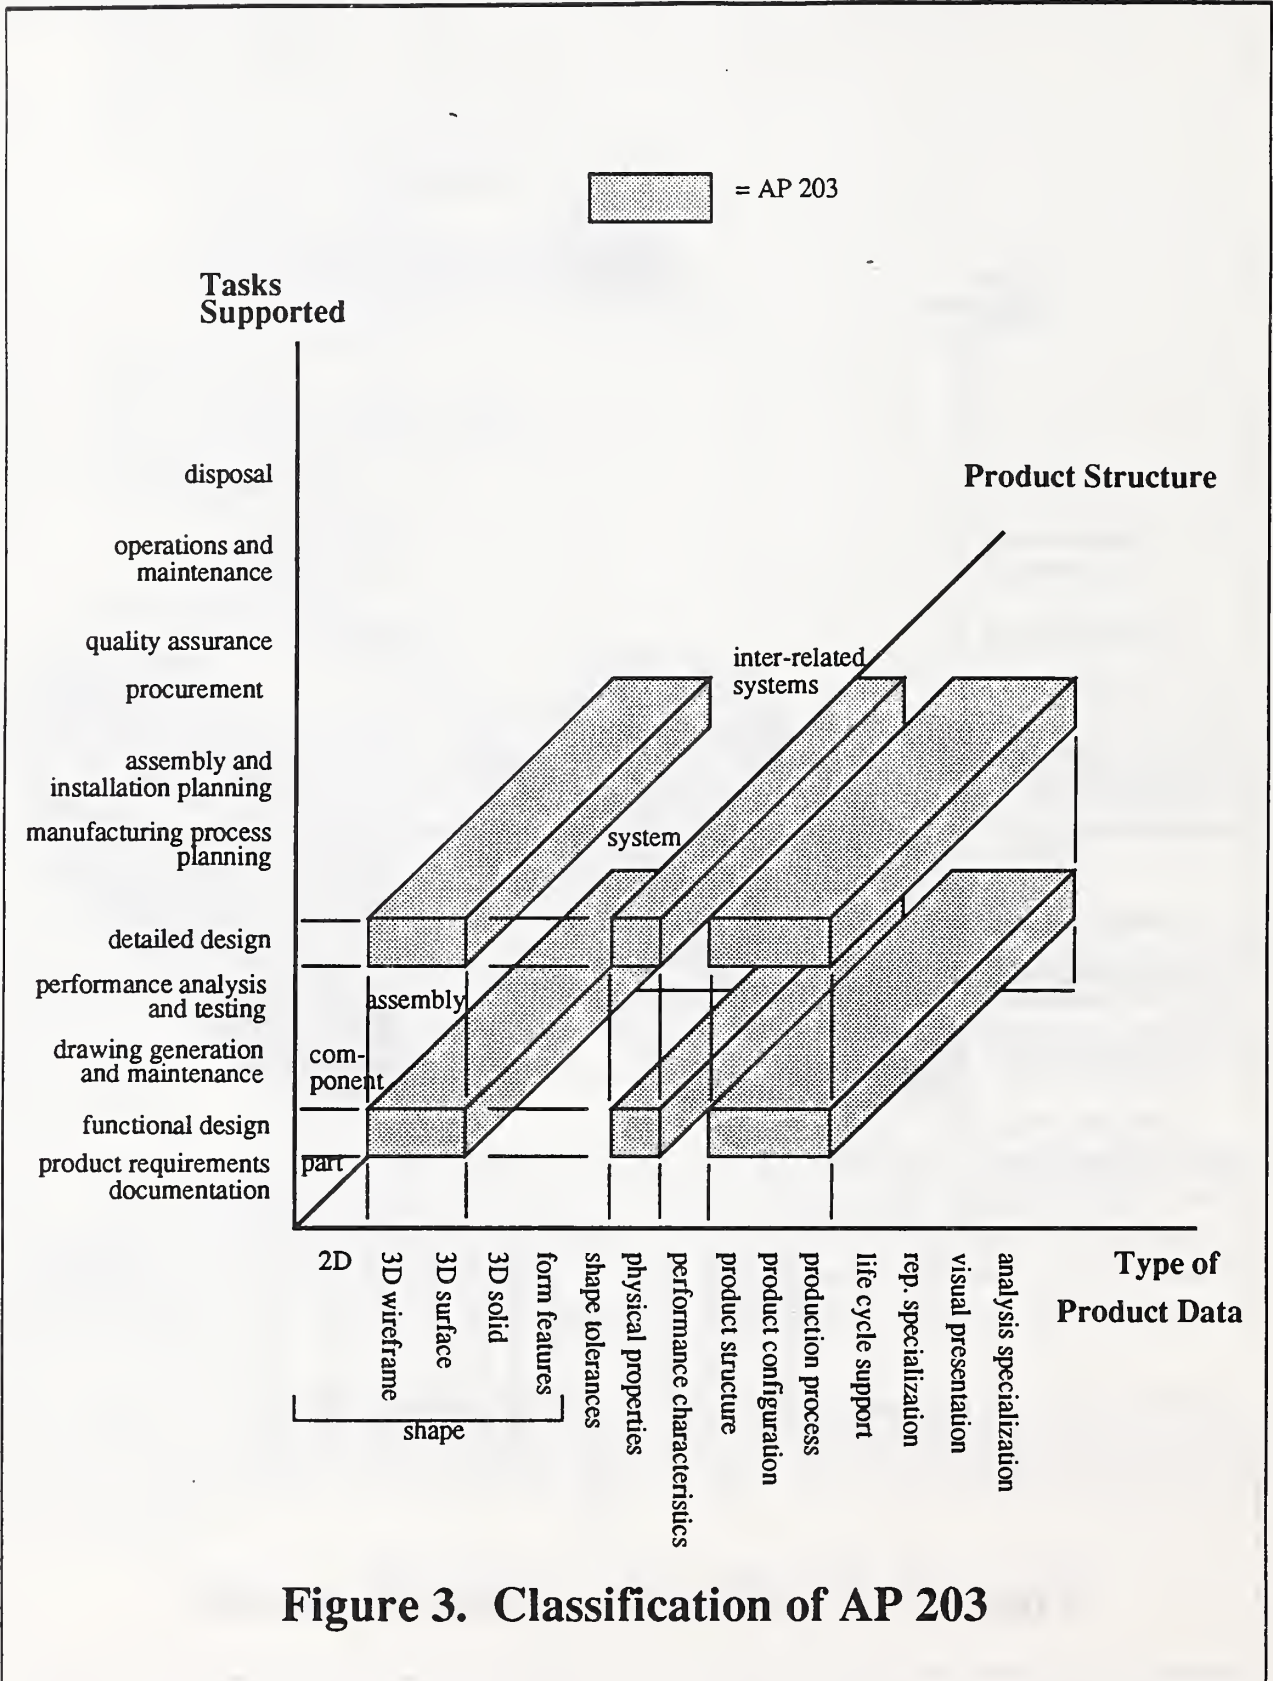 = AP 203
Tasks
Supported
disposal
Product Structure
operations and
maintenance
quality assurance
inter-related
systems
procurement
assembly and
installation planning
manufacturing process
planning
system
detailed design
performance analysis
and testing
assembly
drawing generation
and maintenance
com-
ponent
functional design
product requirements
documentation
part
2D
3D wireframe
3D surface
3D solid
form features
shape tolerances
physical properties
performance characteristics
product structure
product configuration
production process
life cycle support
rep. specialization
visual presentation
analysis specialization
Type of
Product Data
shape
Figure 3. Classification of AP 203